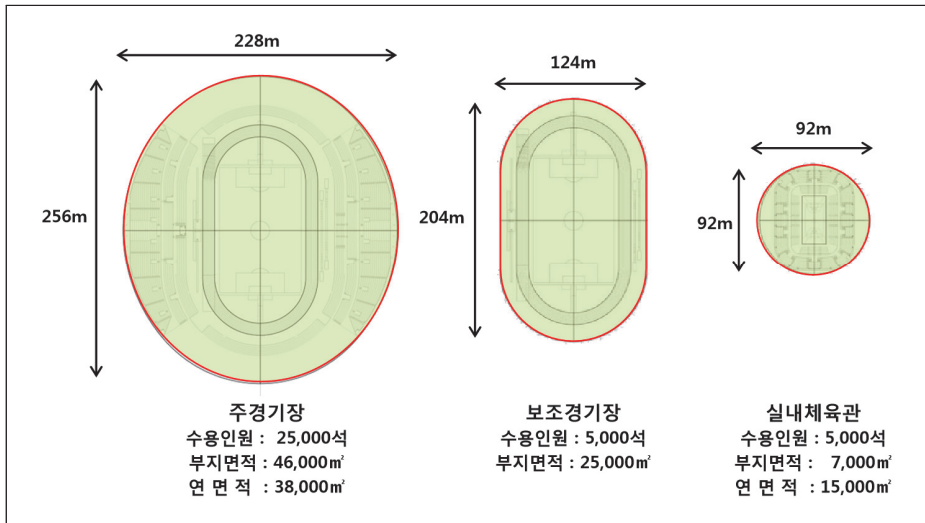 228m
256m
주경기장
수용인원 : 25,000석
부지면적 : 46,000㎡
연 면 적 : 38,000㎡
124m
204m
보조경기장
수용인원 : 5,000석
부지면적 : 25,000㎡
92m
92m
실내체육관
수용인원 : 5,000석
부지면적 : 7,000㎡
연 면 적 : 15,000㎡